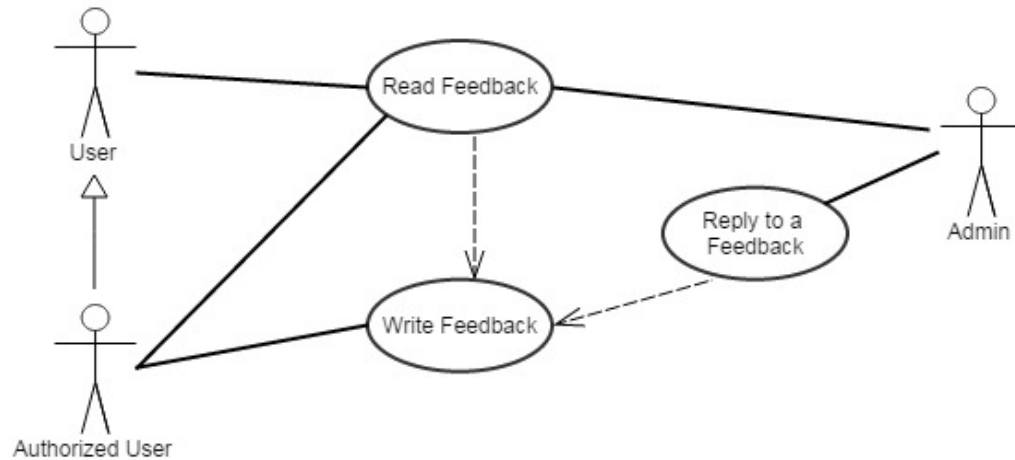 Read Feedback
User
Reply to a
Feedback
Admin
Write Feedback
Authorized User